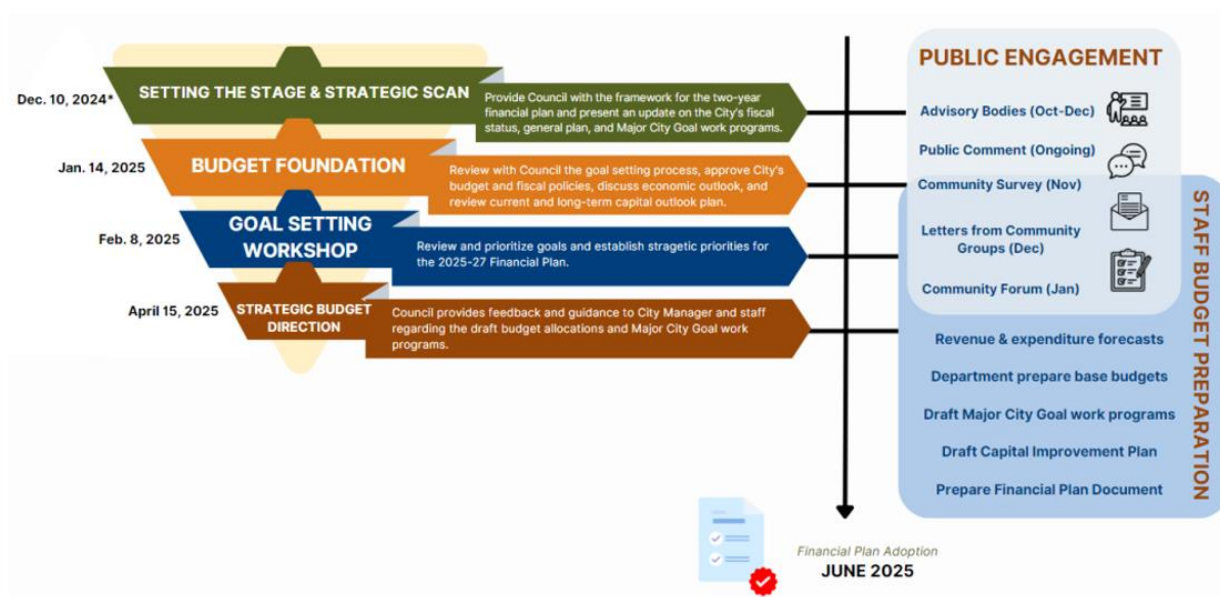 Dec. 10, 2024*
SETTING THE STAGE & STRATEGIC SCAN
Provide Council with the framework for the two-year
financial plan and present an update on the City's fiscal
status, general plan, and Major City Goal work programs.
Jan. 14, 2025
BUDGET FOUNDATION
Review with Council the goal setting process, approve City's
budget and fiscal policies, discuss economic outlook, and
review current and long-term capital outlook plan.
Feb. 8, 2025
GOAL SETTING
WORKSHOP
Review and prioritize goals and establish stragetic priorities for
the 2025-27 Financial Plan.
April 15, 2025
STRATEGIC BUDGET
DIRECTION
Council provides feedback and guidance to City Manager and staff
regarding the draft budget allocations and Major City Goal work
programs.
PUBLIC ENGAGEMENT
Advisory Bodies (Oct-Dec)
Public Comment (Ongoing)
Community Survey (Nov)
Letters from Community
Groups (Dec)
Community Forum (Jan)
STAFF BUDGET PREPARATION
Revenue & expenditure forecasts
Department prepare base budgets
Draft Major City Goal work programs
Draft Capital Improvement Plan
Prepare Financial Plan Document
Financial Plan Adoption
JUNE 2025